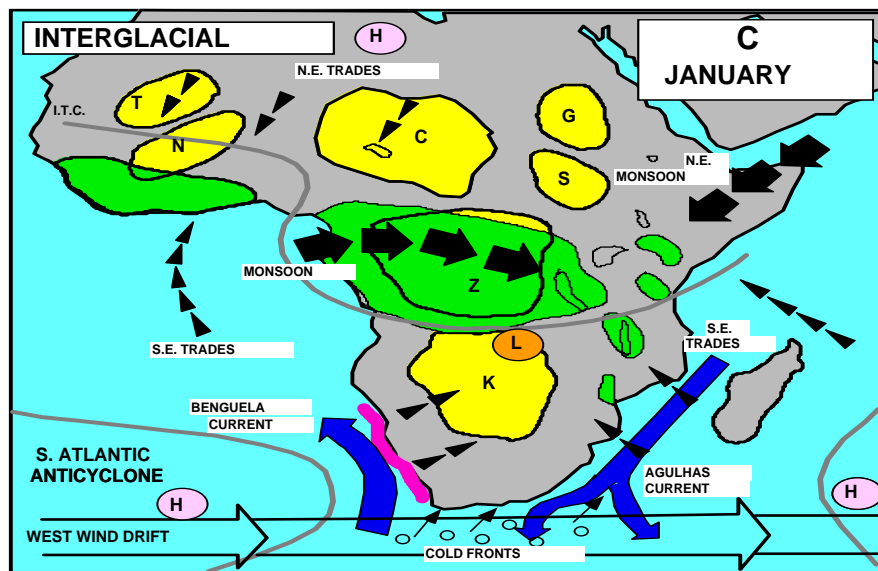 INTERGLACIAL
H
C
JANUARY
N.E. TRADES
T
I.T.C.
N
C
G
S
N.E.
MONSOON
MONSOON
Z
S.E. TRADES
L
S.E.
TRADES
K
BENGUELA
CURRENT
S. ATLANTIC
ANTICYCLONE
AGULHAS
CURRENT
H
H
WEST WIND DRIFT
COLD FRONTS